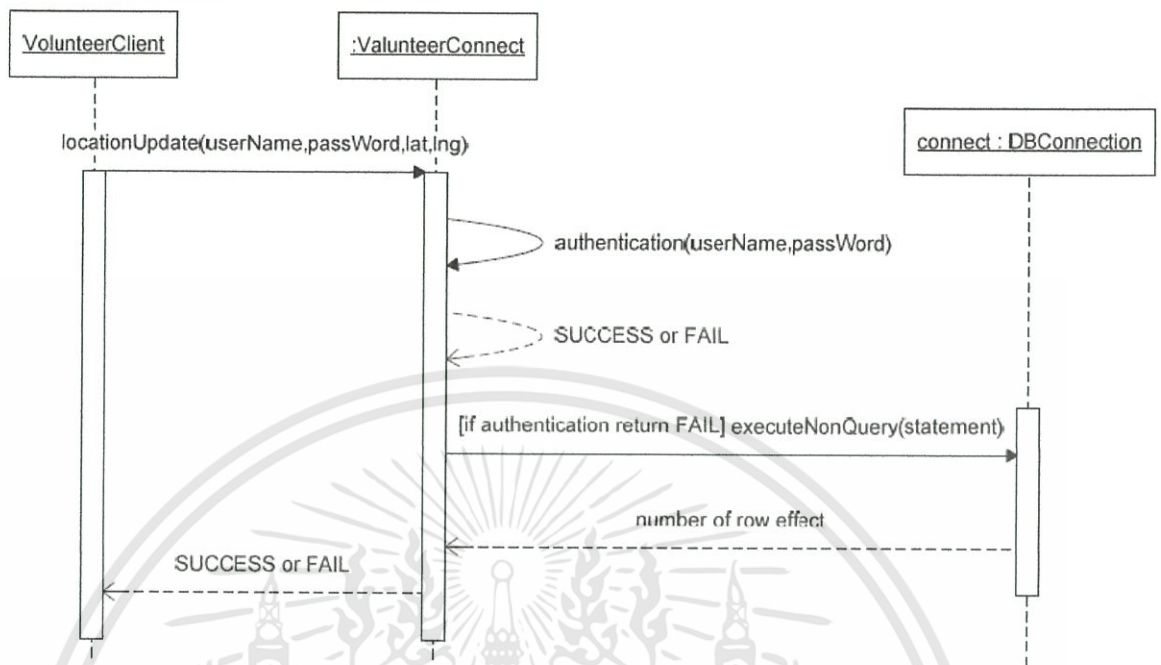 VolunteerClient
:ValunteerConnect
connect : DBConnection
locationUpdate(userName,passWord,lat,lng)
authentication(userName,passWord)
SUCCESS or FAIL
[if authentication return FAIL] executeNonQuery(statement)
number of row effect
SUCCESS or FAIL